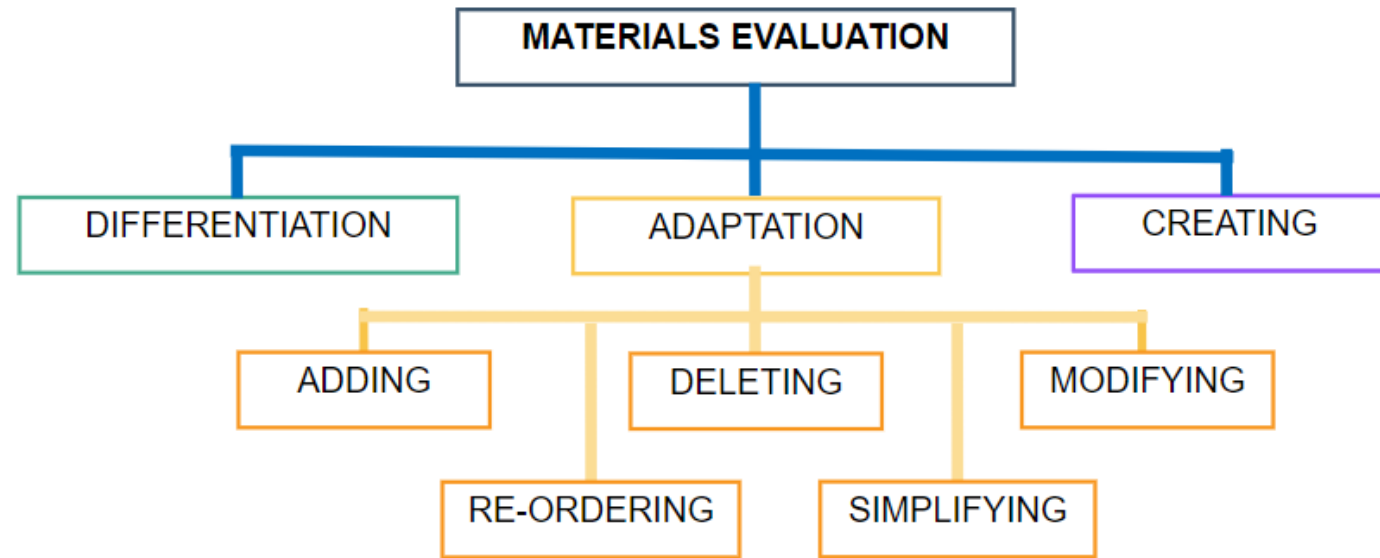 MATERIALS EVALUATION
DIFFERENTIATION
ADAPTATION
CREATING
ADDING
DELETING
MODIFYING
RE-ORDERING
SIMPLIFYING